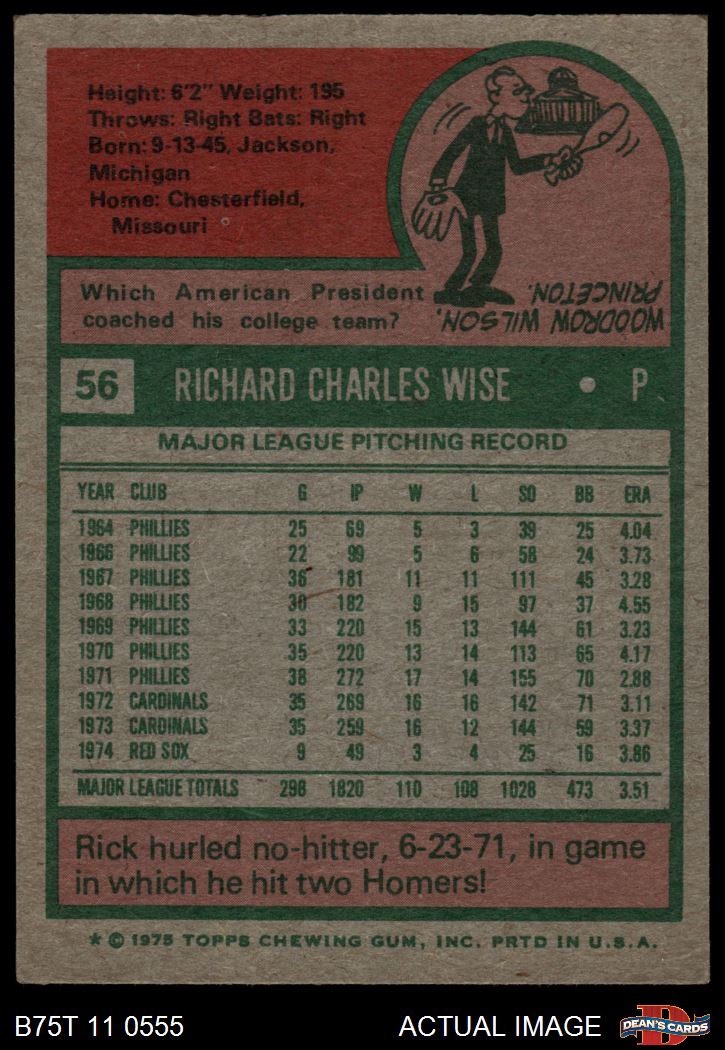 Height: 6'2" Weight: 195
Throws: Right Bats: Right
Born: 9-13-45, Jackson,
Michigan
Home: Chesterfield,
Missouri
Which American President
coached his college team?
WOODROW WILSON,
PRINCETON.
56 RICHARD CHARLES WISE • P
MAJOR LEAGUE PITCHING RECORD
YEAR CLUB G IP W L SO BB ERA
1964 PHILLIES 25 69 5 3 39 25 4.04
1966 PHILLIES 22 99 5 6 58 24 3.73
1967 PHILLIES 36 181 11 11 111 45 3.28
1968 PHILLIES 30 182 9 15 97 37 4.55
1969 PHILLIES 33 220 15 13 144 61 3.23
1970 PHILLIES 35 220 13 14 113 65 4.17
1971 PHILLIES 38 272 17 14 155 70 2.88
1972 CARDINALS 35 269 16 16 142 71 3.11
1973 CARDINALS 35 259 16 12 144 59 3.37
1974 RED SOX 9 49 3 4 25 16 3.86
MAJOR LEAGUE TOTALS 298 1820 110 108 1028 473 3.51
Rick hurled no-hitter, 6-23-71, in game
in which he hit two Homers!
* © 1975 TOPPS CHEWING GUM, INC. PRTD IN U.S.A.
B75T 11 0555 ACTUAL IMAGE DEAN'S CARDS